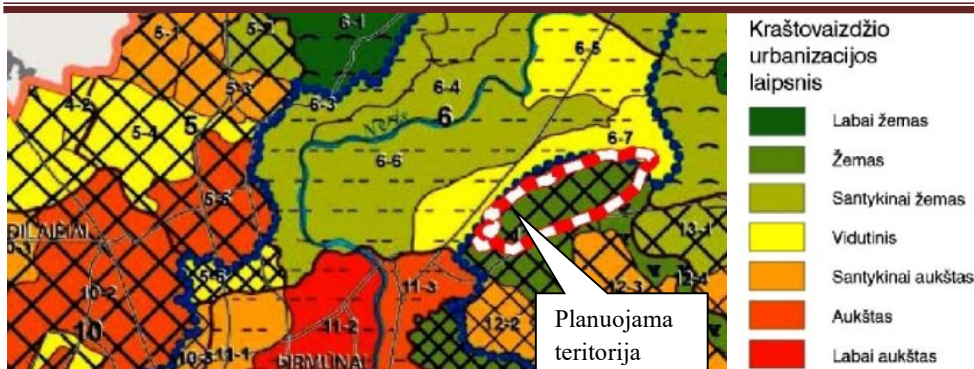 6-1
5-1
5-2
6-5
5-3
6-3
6-4
4-2
5-4
5
6
6-7
6-6
5-5
13-1
5-6
10-2
11-3
12-3
12-4
10
11-2
12-2
10-3
11-1
Planuojama
teritorija
Kraštovaizdžio
urbanizacijos
laipsnis
Labai žemas
Žemas
Santykinai žemas
Vidutinis
Santykinai aukštas
Aukštas
Labai aukštas